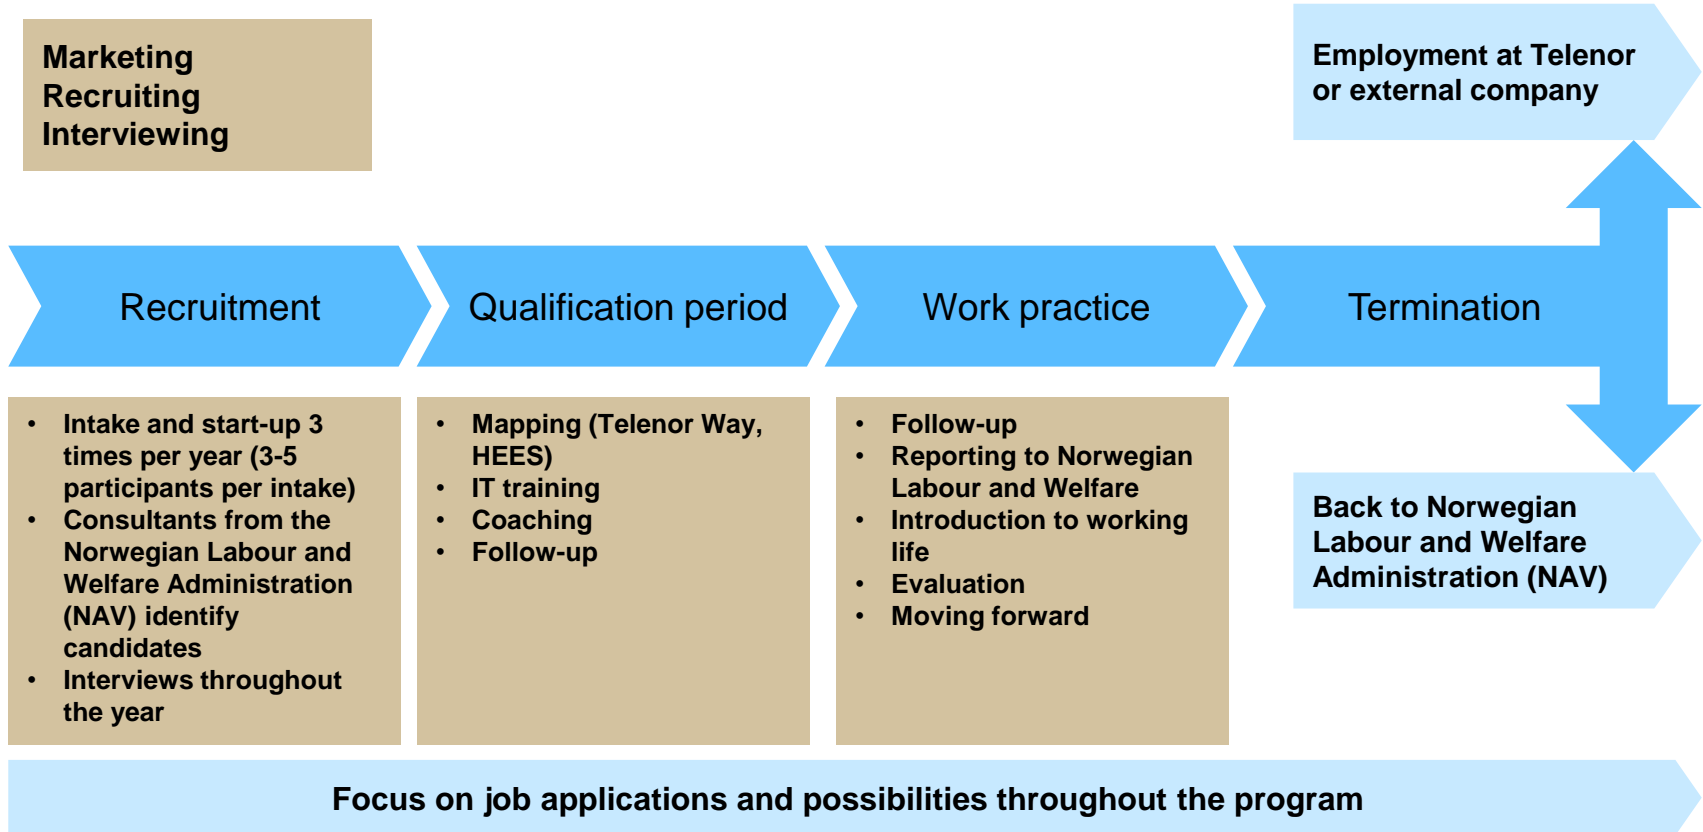 Marketing
Recruiting
Interviewing
Employment at Telenor
or external company
Recruitment
Qualification period
Work practice
Termination
• Intake and start-up 3
times per year (3-5
participants per intake)
• Consultants from the
Norwegian Labour and
Welfare Administration
(NAV) identify
candidates
• Interviews throughout
the year
• Mapping (Telenor Way,
HEES)
• IT training
• Coaching
• Follow-up
• Follow-up
• Reporting to Norwegian
Labour and Welfare
• Introduction to working
life
• Evaluation
• Moving forward
Back to Norwegian
Labour and Welfare
Administration (NAV)
Focus on job applications and possibilities throughout the program